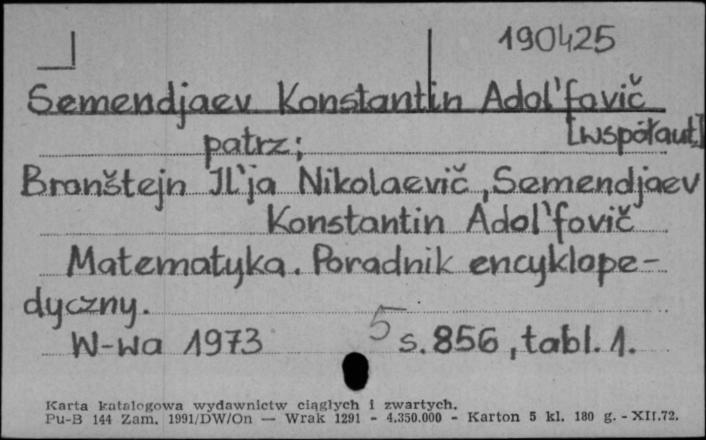 190425
Semendjaev Konstantin Adol'fovič
[współaut]
patrz;
Branštejn Il'ja Nikolaevič, Semendjaev
Konstantin Adol'fovič
Matematyka. Poradnik encyklope-
dyczny.
W-wa 1973 5 s. 856, tabl. 1.
Karta katalogowa wydawnictw ciągłych i zwartych.
Pu-B 144 Zam. 1991/DW/On — Wrak 1291 - 4.350.000 - Karton 5 kl. 180 g. - XII.72.